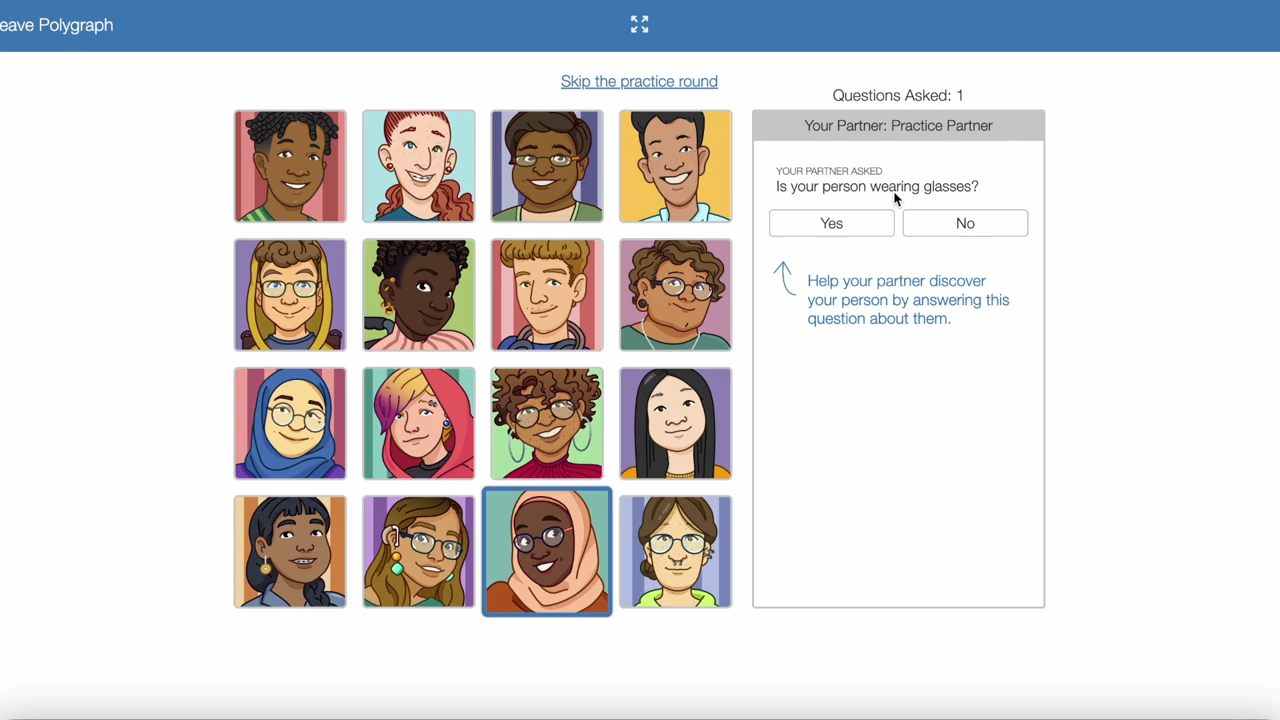 eave Polygraph
Skip the practice round
Questions Asked: 1
Your Partner: Practice Partner
YOUR PARTNER ASKED
Is your person wearing glasses?
Yes
No
Help your partner discover
your person by answering this
question about them.